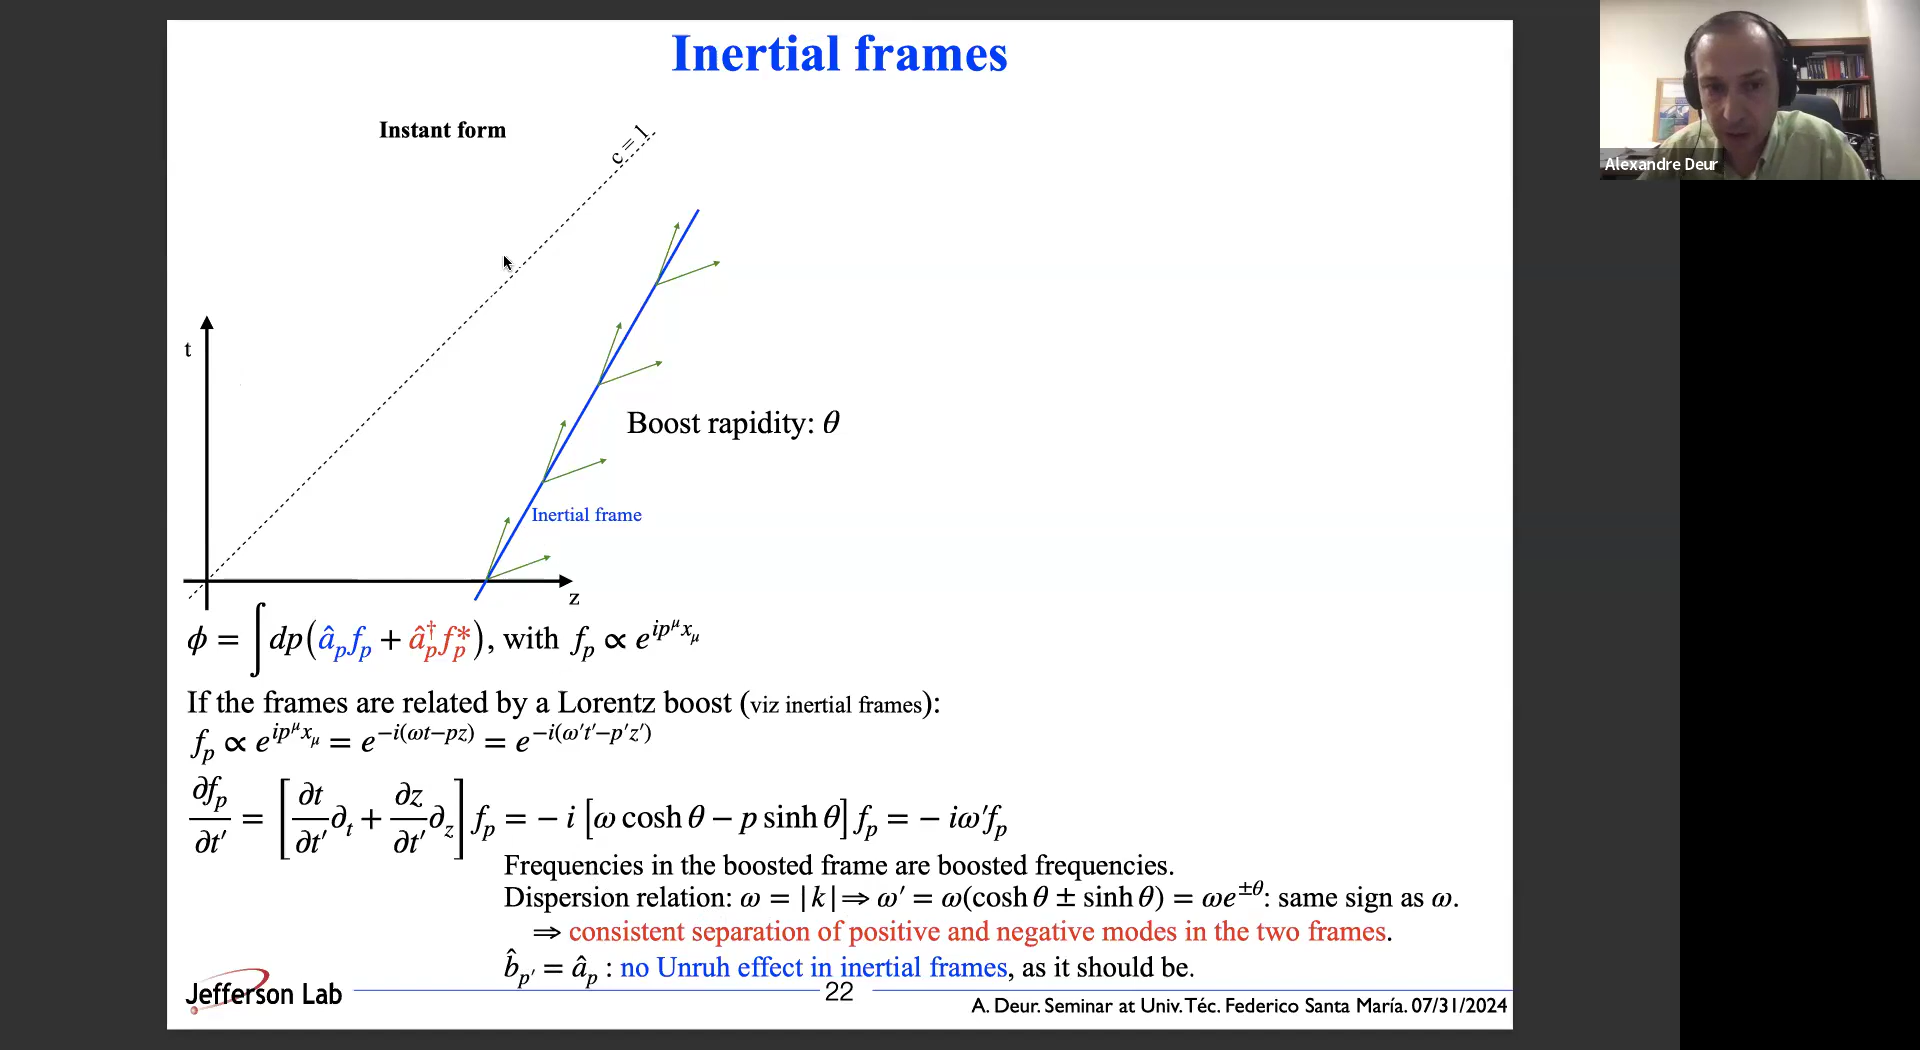 Inertial frames
Instant form
c = 1
t
Boost rapidity: θ
Inertial frame
z
ϕ = ∫ dp(â_p f_p + â_p^† f_p^*), with f_p ∝ e^{ip^μ x_μ}
If the frames are related by a Lorentz boost (viz inertial frames):
f_p ∝ e^{ip^μ x_μ} = e^{−i(ωt−pz)} = e^{−i(ω′t′−p′z′)}
∂f_p/∂t′ = [∂t/∂t′ ∂_t + ∂z/∂t′ ∂_z] f_p = − i [ω cosh θ − p sinh θ] f_p = − iω′f_p
Frequencies in the boosted frame are boosted frequencies.
Dispersion relation: ω = |k| ⇒ ω′ = ω(cosh θ ± sinh θ) = ωe^{±θ}: same sign as ω.
⇒ consistent separation of positive and negative modes in the two frames.
b̂_{p′} = â_p : no Unruh effect in inertial frames, as it should be.
Jefferson Lab
22
A. Deur. Seminar at Univ. Téc. Federico Santa María. 07/31/2024
Alexandre Deur